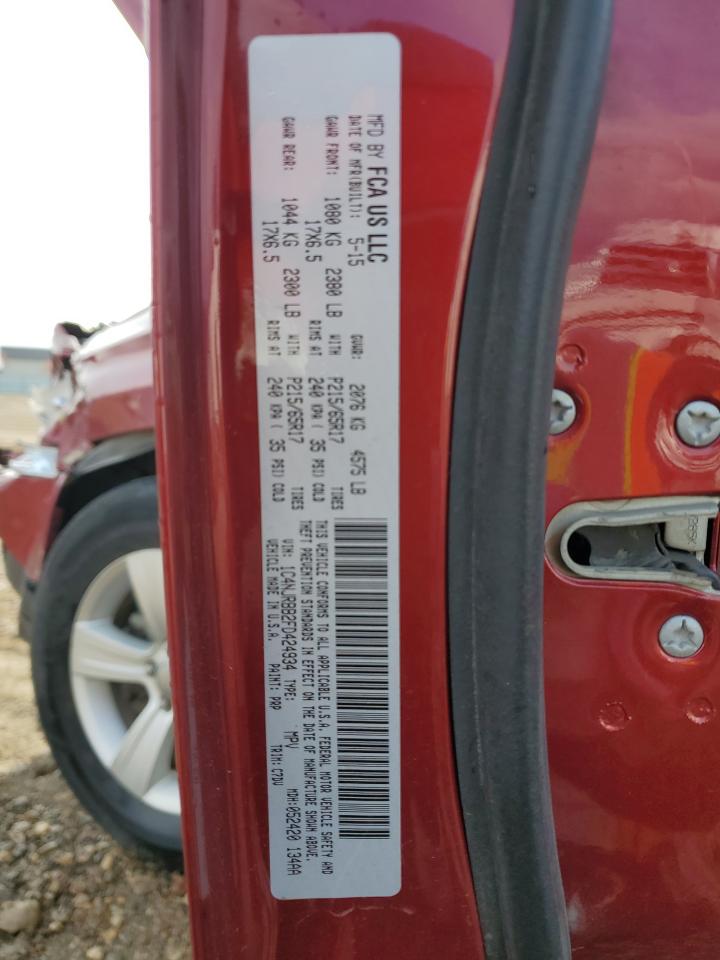 MFD BY FCA US LLC
DATE OF MFR(BUILT): 5-15 GVWR: 2076 KG 4575 LB
GAWR FRONT: 1080 KG 2380 LB WITH P215/65R17 TIRES
17X6.5 RIMS AT 240 KPA ( 35 PSI) COLD
GAWR REAR: 1044 KG 2300 LB WITH P215/65R17 TIRES
17X6.5 RIMS AT 240 KPA ( 35 PSI) COLD
THIS VEHICLE CONFORMS TO ALL APPLICABLE U.S.A. FEDERAL MOTOR VEHICLE SAFETY AND
THEFT PREVENTION STANDARDS IN EFFECT ON THE DATE OF MANUFACTURE SHOWN ABOVE.
VIN: 1C4NJRBB2FD424934 TYPE: MPV MDH:052420 134AA
VEHICLE MADE IN U.S.A. PAINT: PRP TRIM: C7DV